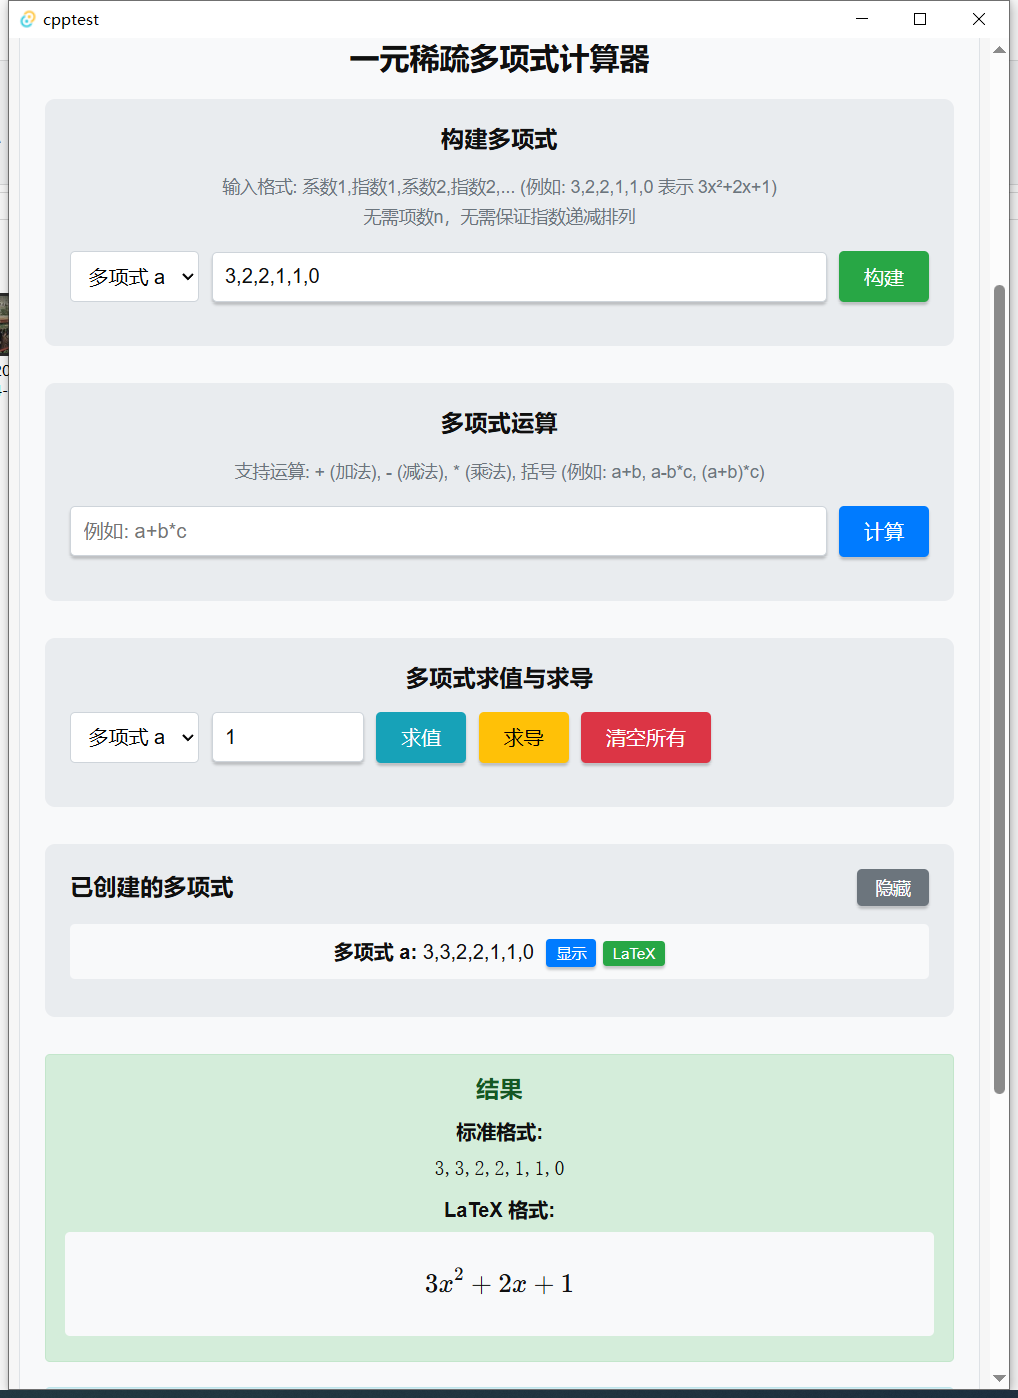 cpptest
一元稀疏多项式计算器
构建多项式
输入格式: 系数1,指数1,系数2,指数2,... (例如: 3,2,2,1,1,0 表示 3x²+2x+1)
无需项数n，无需保证指数递减排列
多项式 a 3,2,2,1,1,0 构建
多项式运算
支持运算: + (加法), - (减法), * (乘法), 括号 (例如: a+b, a-b*c, (a+b)*c)
例如: a+b*c 计算
多项式求值与求导
多项式 a 1 求值 求导 清空所有
已创建的多项式 隐藏
多项式 a: 3,3,2,2,1,1,0 显示 LaTeX
结果
标准格式:
3,3,2,2,1,1,0
LaTeX 格式:
3x² + 2x + 1